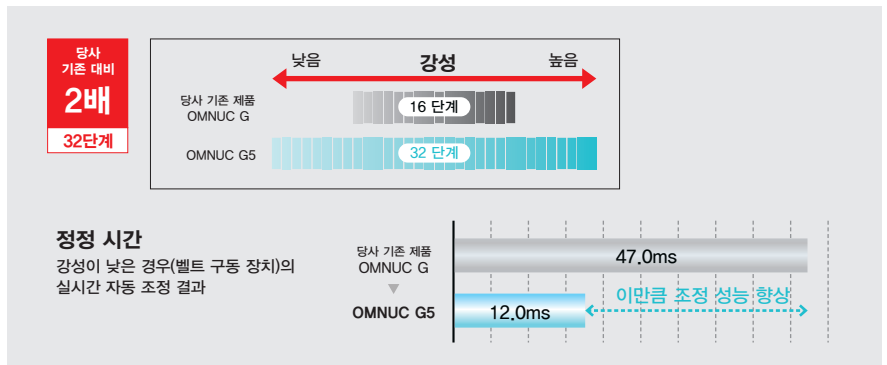 당사
기존 대비
2배
32단계
낮음 강성 높음
당사 기존 제품
OMNUC G
16 단계
OMNUC G5
32 단계
정정 시간
강성이 낮은 경우(벨트 구동 장치)의
실시간 자동 조정 결과
당사 기존 제품
OMNUC G
47.0ms
OMNUC G5
12.0ms
이만큼 조정 성능 향상